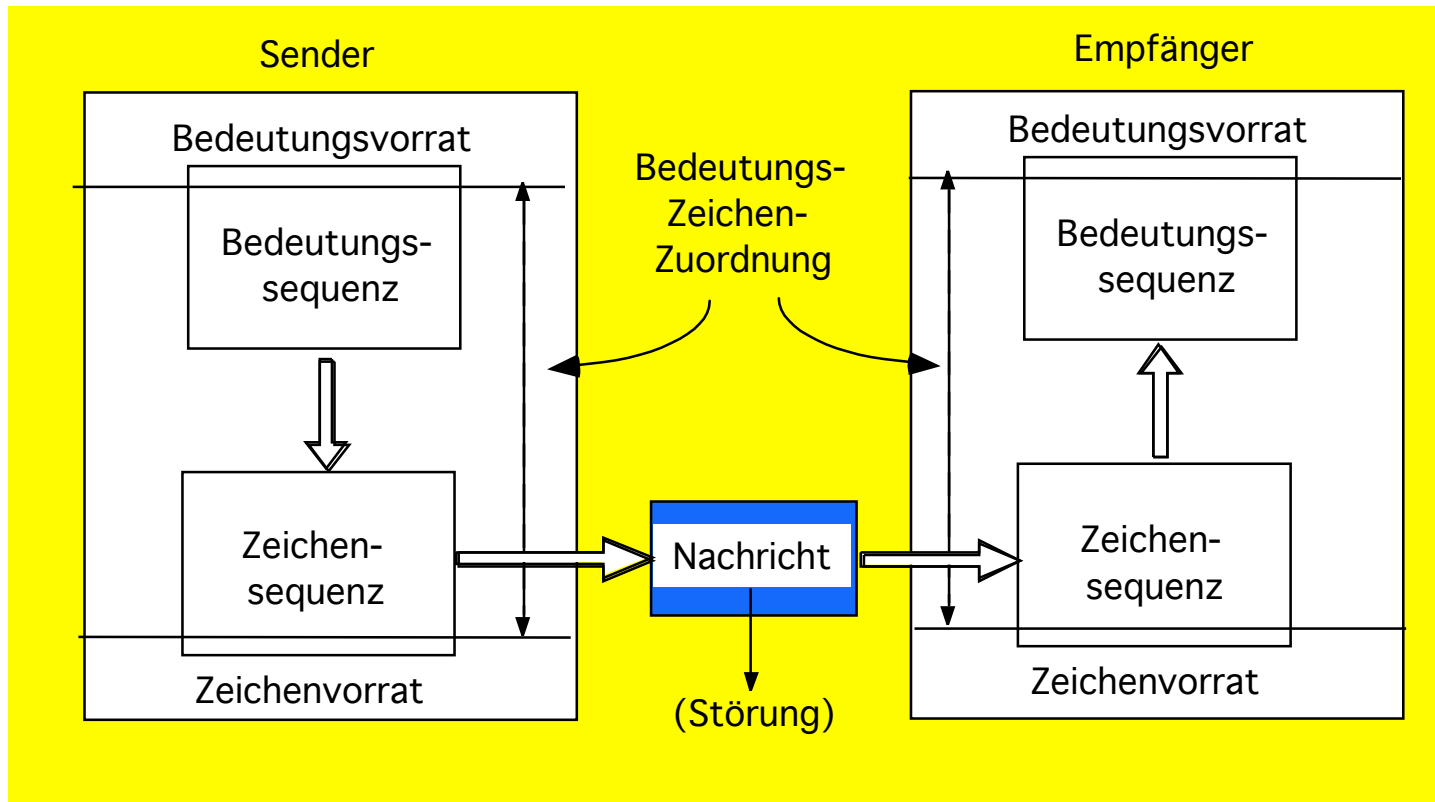 Sender
Bedeutungsvorrat
Bedeutungs-
sequenz
Zeichen-
sequenz
Zeichenvorrat
Bedeutungs-
Zeichen-
Zuordnung
Nachricht
(Störung)
Empfänger
Bedeutungsvorrat
Bedeutungs-
sequenz
Zeichen-
sequenz
Zeichenvorrat